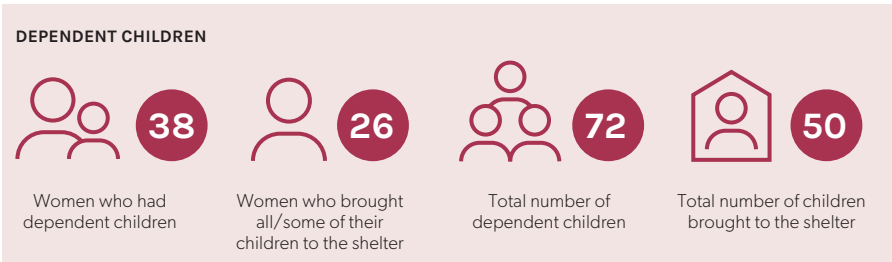 DEPENDENT CHILDREN
38
Women who had
dependent children
26
Women who brought
all/some of their
children to the shelter
72
Total number of
dependent children
50
Total number of children
brought to the shelter